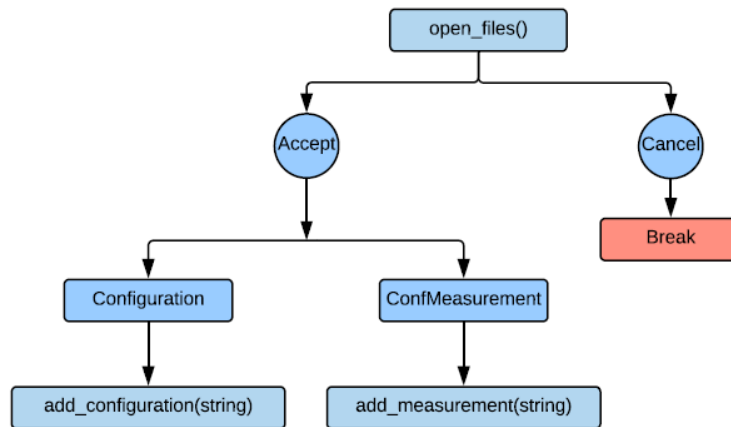 open_files()
Accept
Cancel
Break
Configuration
ConfMeasurement
add_configuration(string)
add_measurement(string)